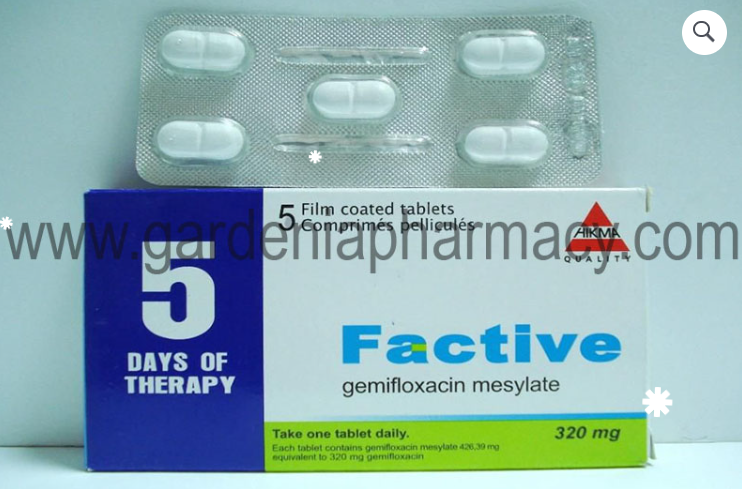 5 Film coated tablets
Comprimés pelliculés
HIKMA
QUALITY
www.gardeniapharmacy.com
5
DAYS OF
THERAPY
Factive
gemifloxacin mesylate
Take one tablet daily.
320 mg
Each tablet contains gemifloxacin mesylate 426,39 mg
equivalent to 320 mg gemifloxacin